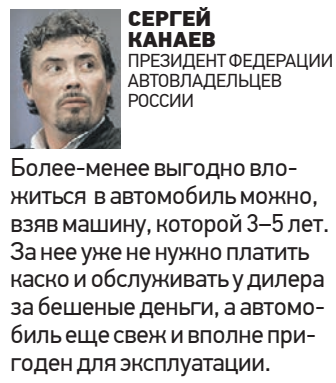 СЕРГЕЙ
КАНАЕВ
ПРЕЗИДЕНТ ФЕДЕРАЦИИ
АВТОВЛАДЕЛЬЦЕВ
РОССИИ
Более-менее выгодно вло-
житься в автомобиль можно,
взяв машину, которой 3–5 лет.
За нее уже не нужно платить
каско и обслуживать у дилера
за бешеные деньги, а автомо-
биль еще свеж и вполне при-
годен для эксплуатации.